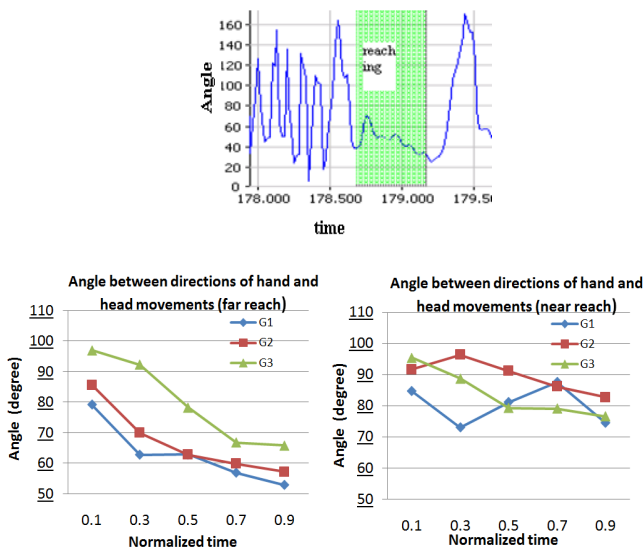 160
140
120
100
80
60
40
20
0
Angle
reach
ing
178.000 178.500 179.000 179.50
time
Angle between directions of hand and
head movements (far reach)
110
100
90
80
70
60
50
Angle (degree)
G1
G2
G3
0.1 0.3 0.5 0.7 0.9
Normalized time
Angle between directions of hand and
head movements (near reach)
110
100
90
80
70
60
50
Angle (degree)
G1
G2
G3
0.1 0.3 0.5 0.7 0.9
Normalized time